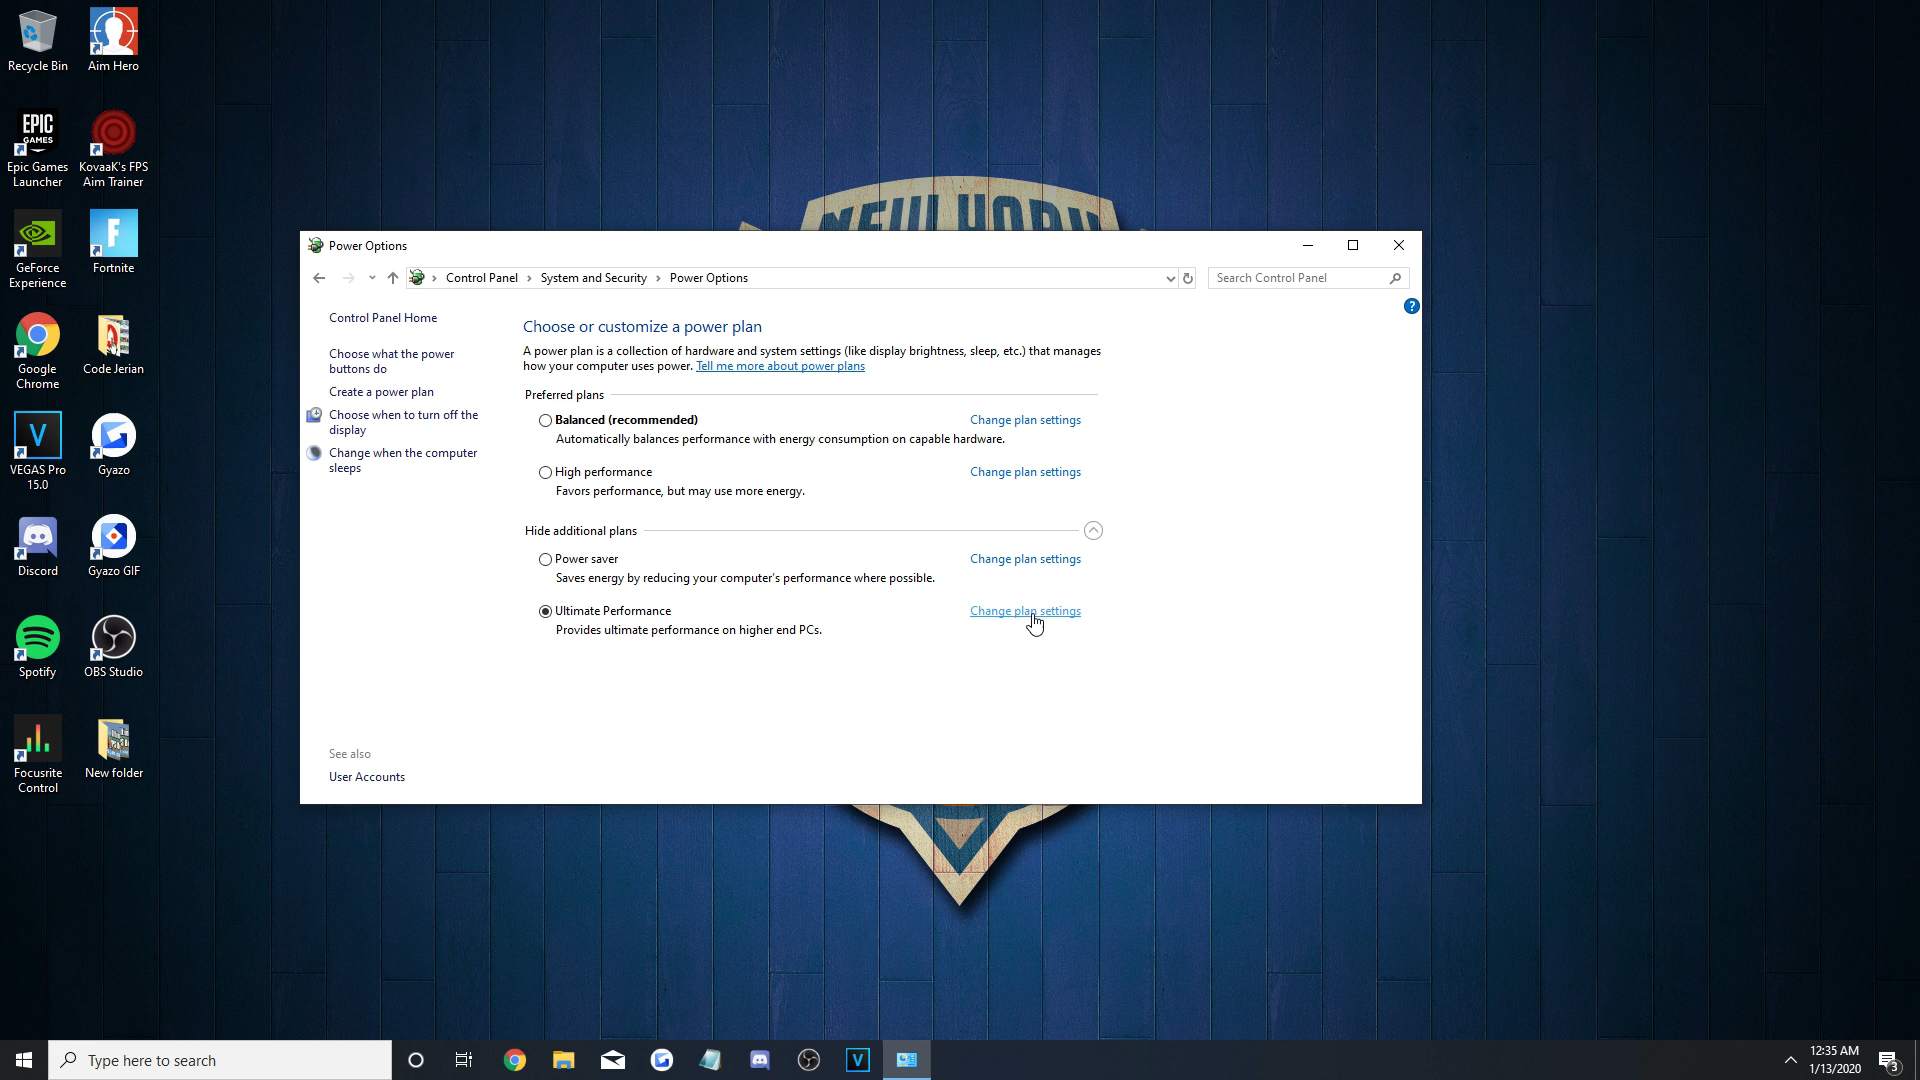 Recycle Bin
Aim Hero
EPIC
GAMES
Epic Games
Launcher
KovaaK's FPS
Aim Trainer
GeForce
Experience
F
Fortnite
Google
Chrome
Code Jerian
V
VEGAS Pro
15.0
Gyazo
Discord
Gyazo GIF
Spotify
OBS Studio
Focusrite
Control
New folder
NEW YORK
Power Options
Control Panel
System and Security
Power Options
Search Control Panel
?
Control Panel Home
Choose what the power
buttons do
Create a power plan
Choose when to turn off the
display
Change when the computer
sleeps
See also
User Accounts
Choose or customize a power plan
A power plan is a collection of hardware and system settings (like display brightness, sleep, etc.) that manages
how your computer uses power. Tell me more about power plans
Preferred plans
Balanced (recommended) Change plan settings
Automatically balances performance with energy consumption on capable hardware.
High performance Change plan settings
Favors performance, but may use more energy.
Hide additional plans
Power saver Change plan settings
Saves energy by reducing your computer's performance where possible.
Ultimate Performance Change plan settings
Provides ultimate performance on higher end PCs.
Type here to search
V
12:35 AM
1/13/2020
3